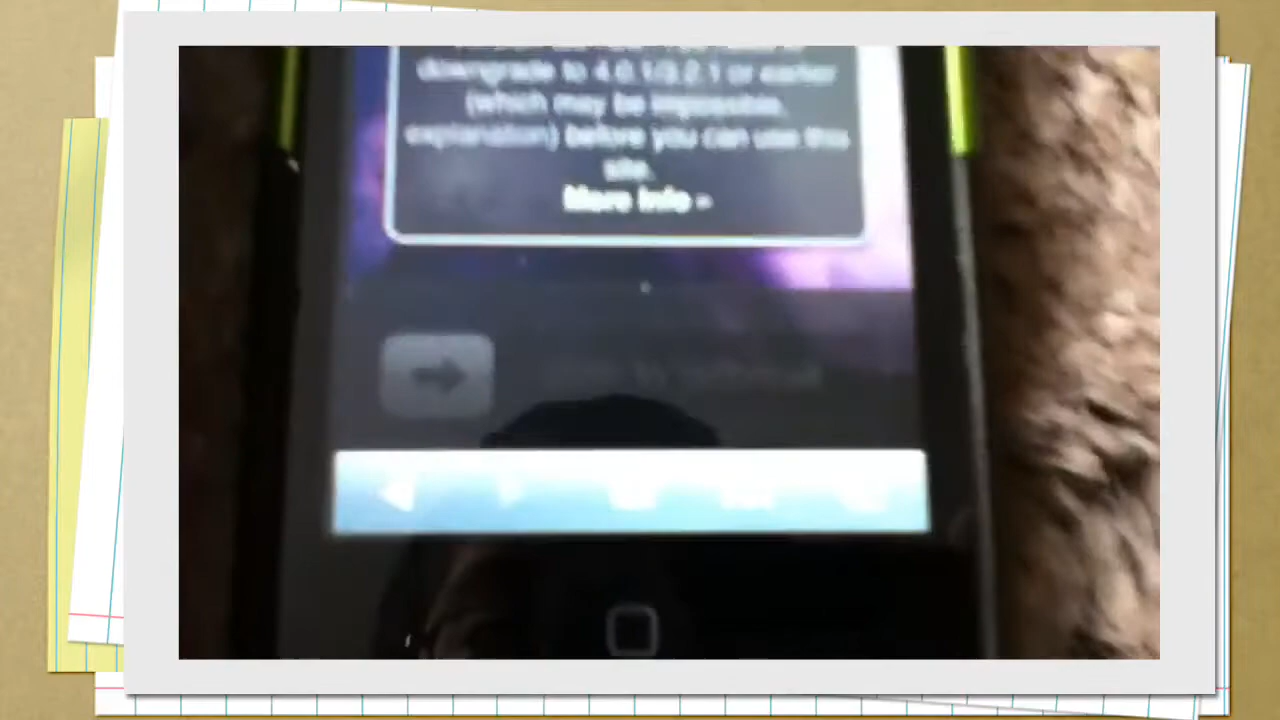 downgrade to 4.0.1/3.2.1 or earlier
(which may be impossible,
explanation) before you can use this
site.
More Info »